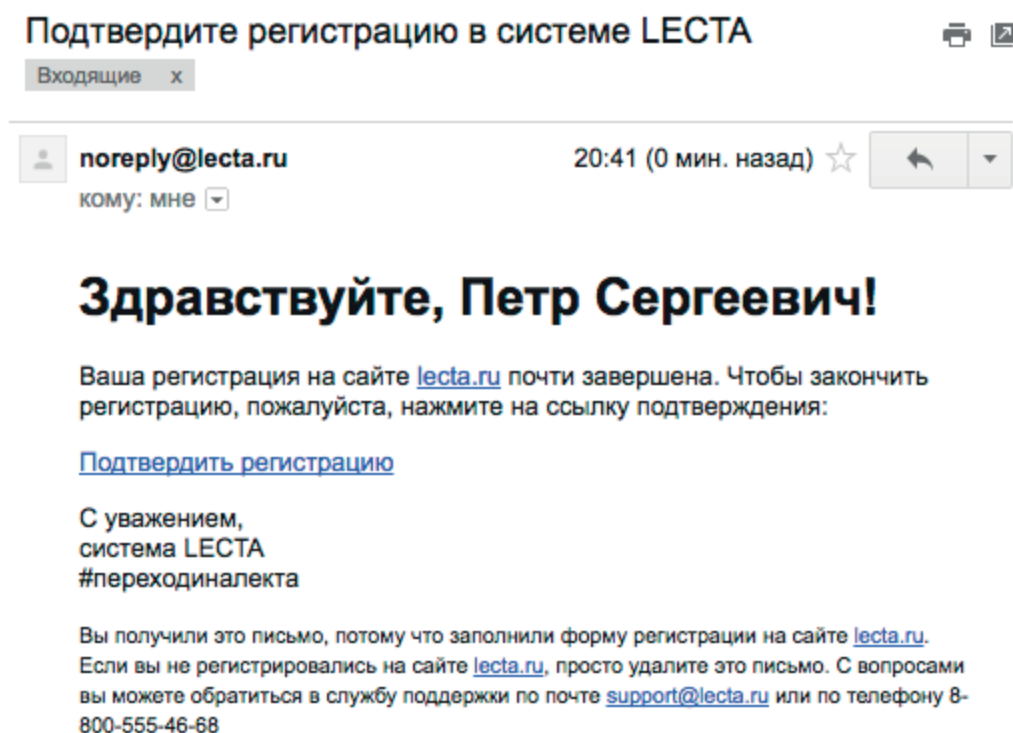 Подтвердите регистрацию в системе LECTA
Входящие x
noreply@lecta.ru 20:41 (0 мин. назад)
кому: мне
Здравствуйте, Петр Сергеевич!
Ваша регистрация на сайте lecta.ru почти завершена. Чтобы закончить
регистрацию, пожалуйста, нажмите на ссылку подтверждения:
Подтвердить регистрацию
С уважением,
система LECTA
#переходиналекта
Вы получили это письмо, потому что заполнили форму регистрации на сайте lecta.ru.
Если вы не регистрировались на сайте lecta.ru, просто удалите это письмо. С вопросами
вы можете обратиться в службу поддержки по почте support@lecta.ru или по телефону 8-
800-555-46-68